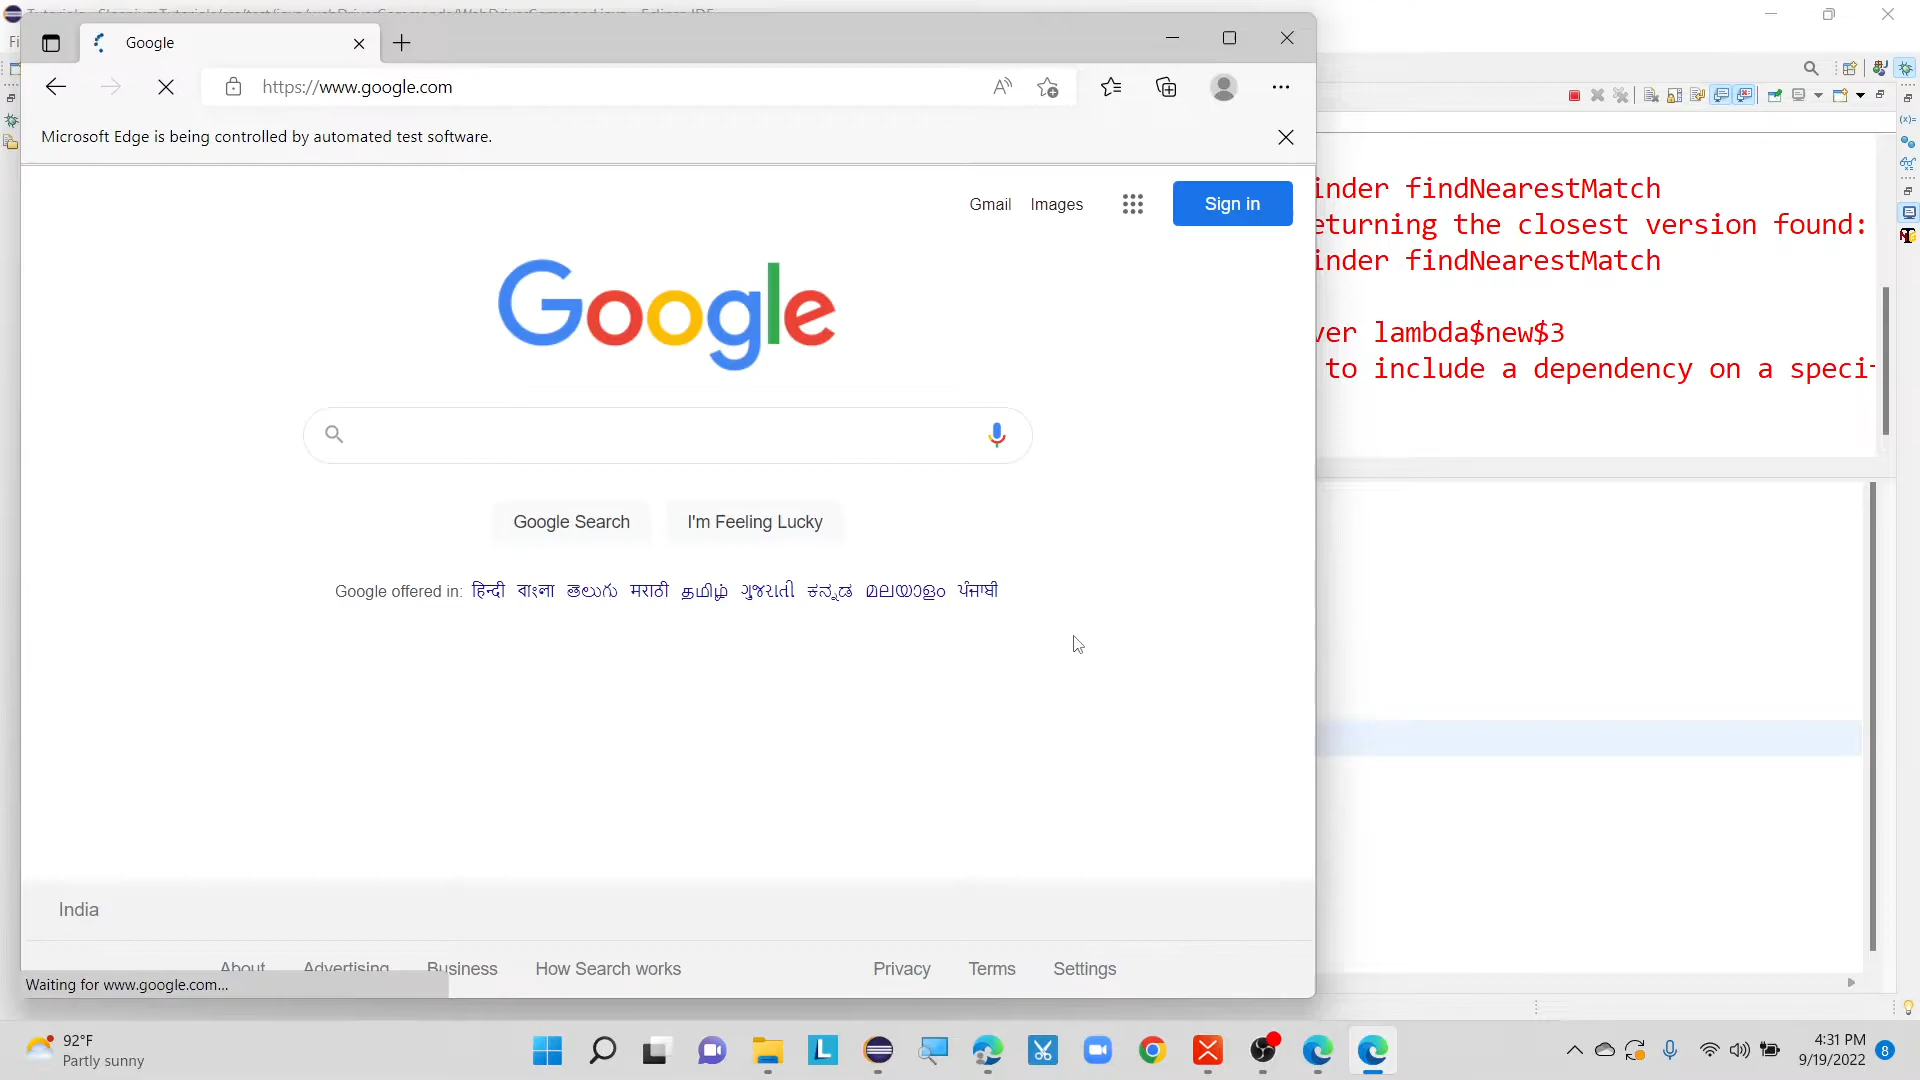 Google
https://www.google.com
Microsoft Edge is being controlled by automated test software.
Gmail Images Sign in
Google
Google Search I'm Feeling Lucky
Google offered in: हिन्दी বাংলা తెలుగు मराठी தமிழ் ગુજરાતી ಕನ್ನಡ മലയാളം ਪੰਜਾਬੀ
India
About Advertising Business How Search works Privacy Terms Settings
Waiting for www.google.com...
inder findNearestMatch
eturning the closest version found:
inder findNearestMatch
ver lambda$new$3
to include a dependency on a speci
92°F
Partly sunny
4:31 PM
9/19/2022
8